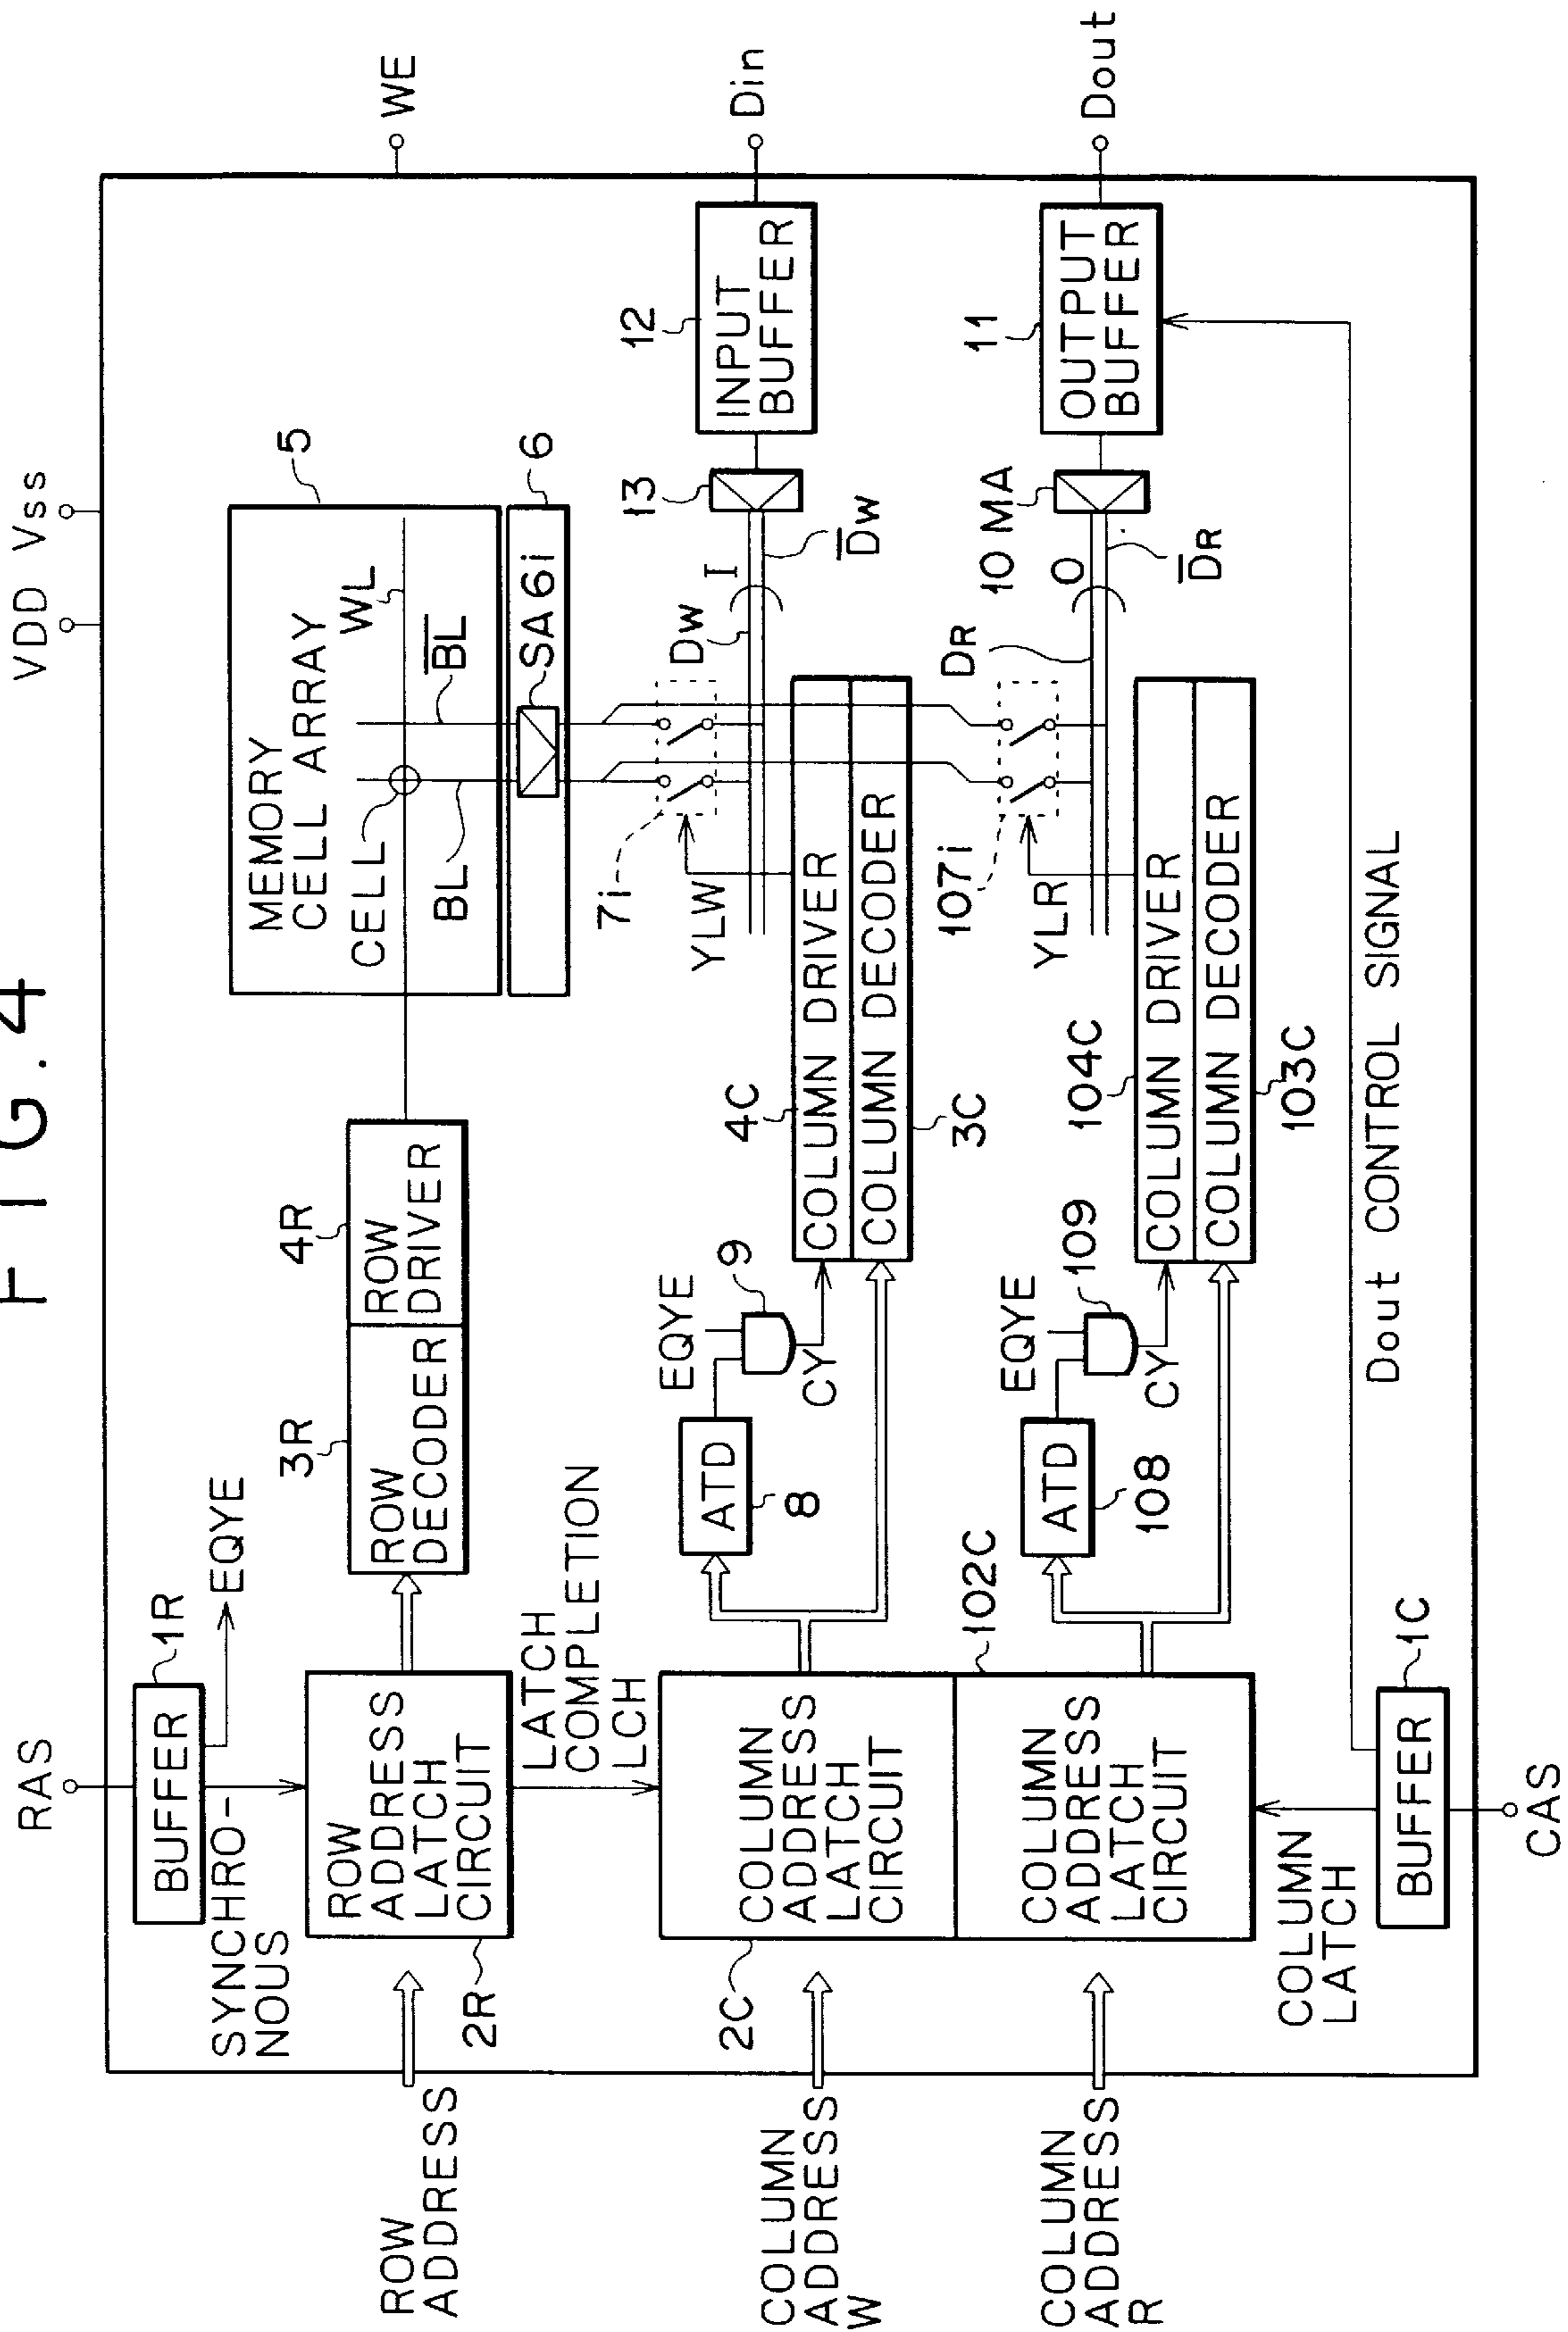 FIG.4
VDD Vss
RAS
BUFFER
1R
EQYE
SYNCHRO-
NOUS
ROW
ADDRESS
ROW
ADDRESS
LATCH
CIRCUIT
2R
3R
ROW
DECODER
4R
ROW
DRIVER
MEMORY
CELL ARRAY
5
CELL
WL
BL
BL
6
SA6i
WE
LATCH
COMPLETION
LCH
COLUMN
ADDRESS
W
2C
COLUMN
ADDRESS
LATCH
CIRCUIT
ATD
8
EQYE
9
CY
4C
COLUMN DRIVER
COLUMN DECODER
3C
7i
YLW
DW
I
DW
13
12
INPUT
BUFFER
Din
COLUMN
ADDRESS
R
102C
COLUMN
ADDRESS
LATCH
CIRCUIT
ATD
108
EQYE
109
CY
104C
COLUMN DRIVER
COLUMN DECODER
103C
107i
YLR
DR
O
DR
10 MA
11
OUTPUT
BUFFER
Dout
COLUMN
LATCH
BUFFER
1C
CAS
Dout CONTROL SIGNAL